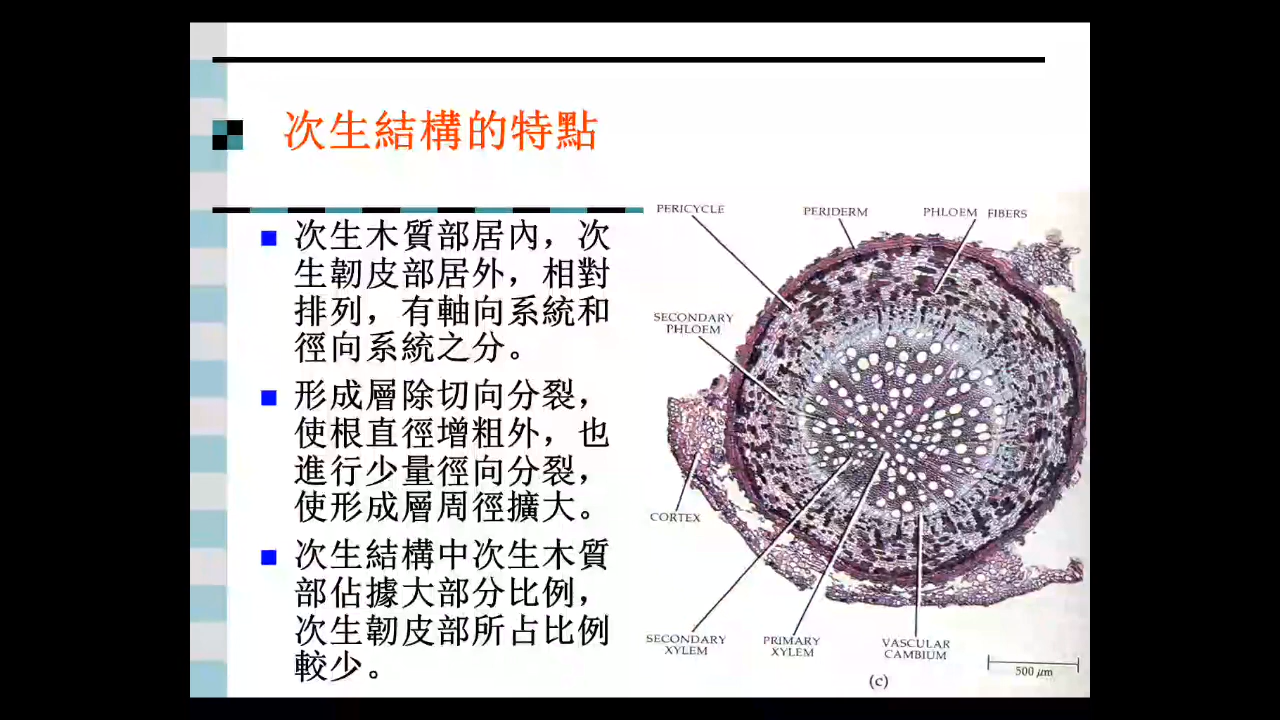 次生結構的特點
次生木質部居內，次
生韌皮部居外，相對
排列，有軸向系統和
徑向系統之分。
形成層除切向分裂，
使根直徑增粗外，也
進行少量徑向分裂，
使形成層周徑擴大。
次生結構中次生木質
部佔據大部分比例，
次生韌皮部所占比例
較少。
PERICYCLE
PERIDERM
PHLOEM FIBERS
SECONDARY
PHLOEM
CORTEX
SECONDARY
XYLEM
PRIMARY
XYLEM
VASCULAR
CAMBIUM
500 μm
(c)